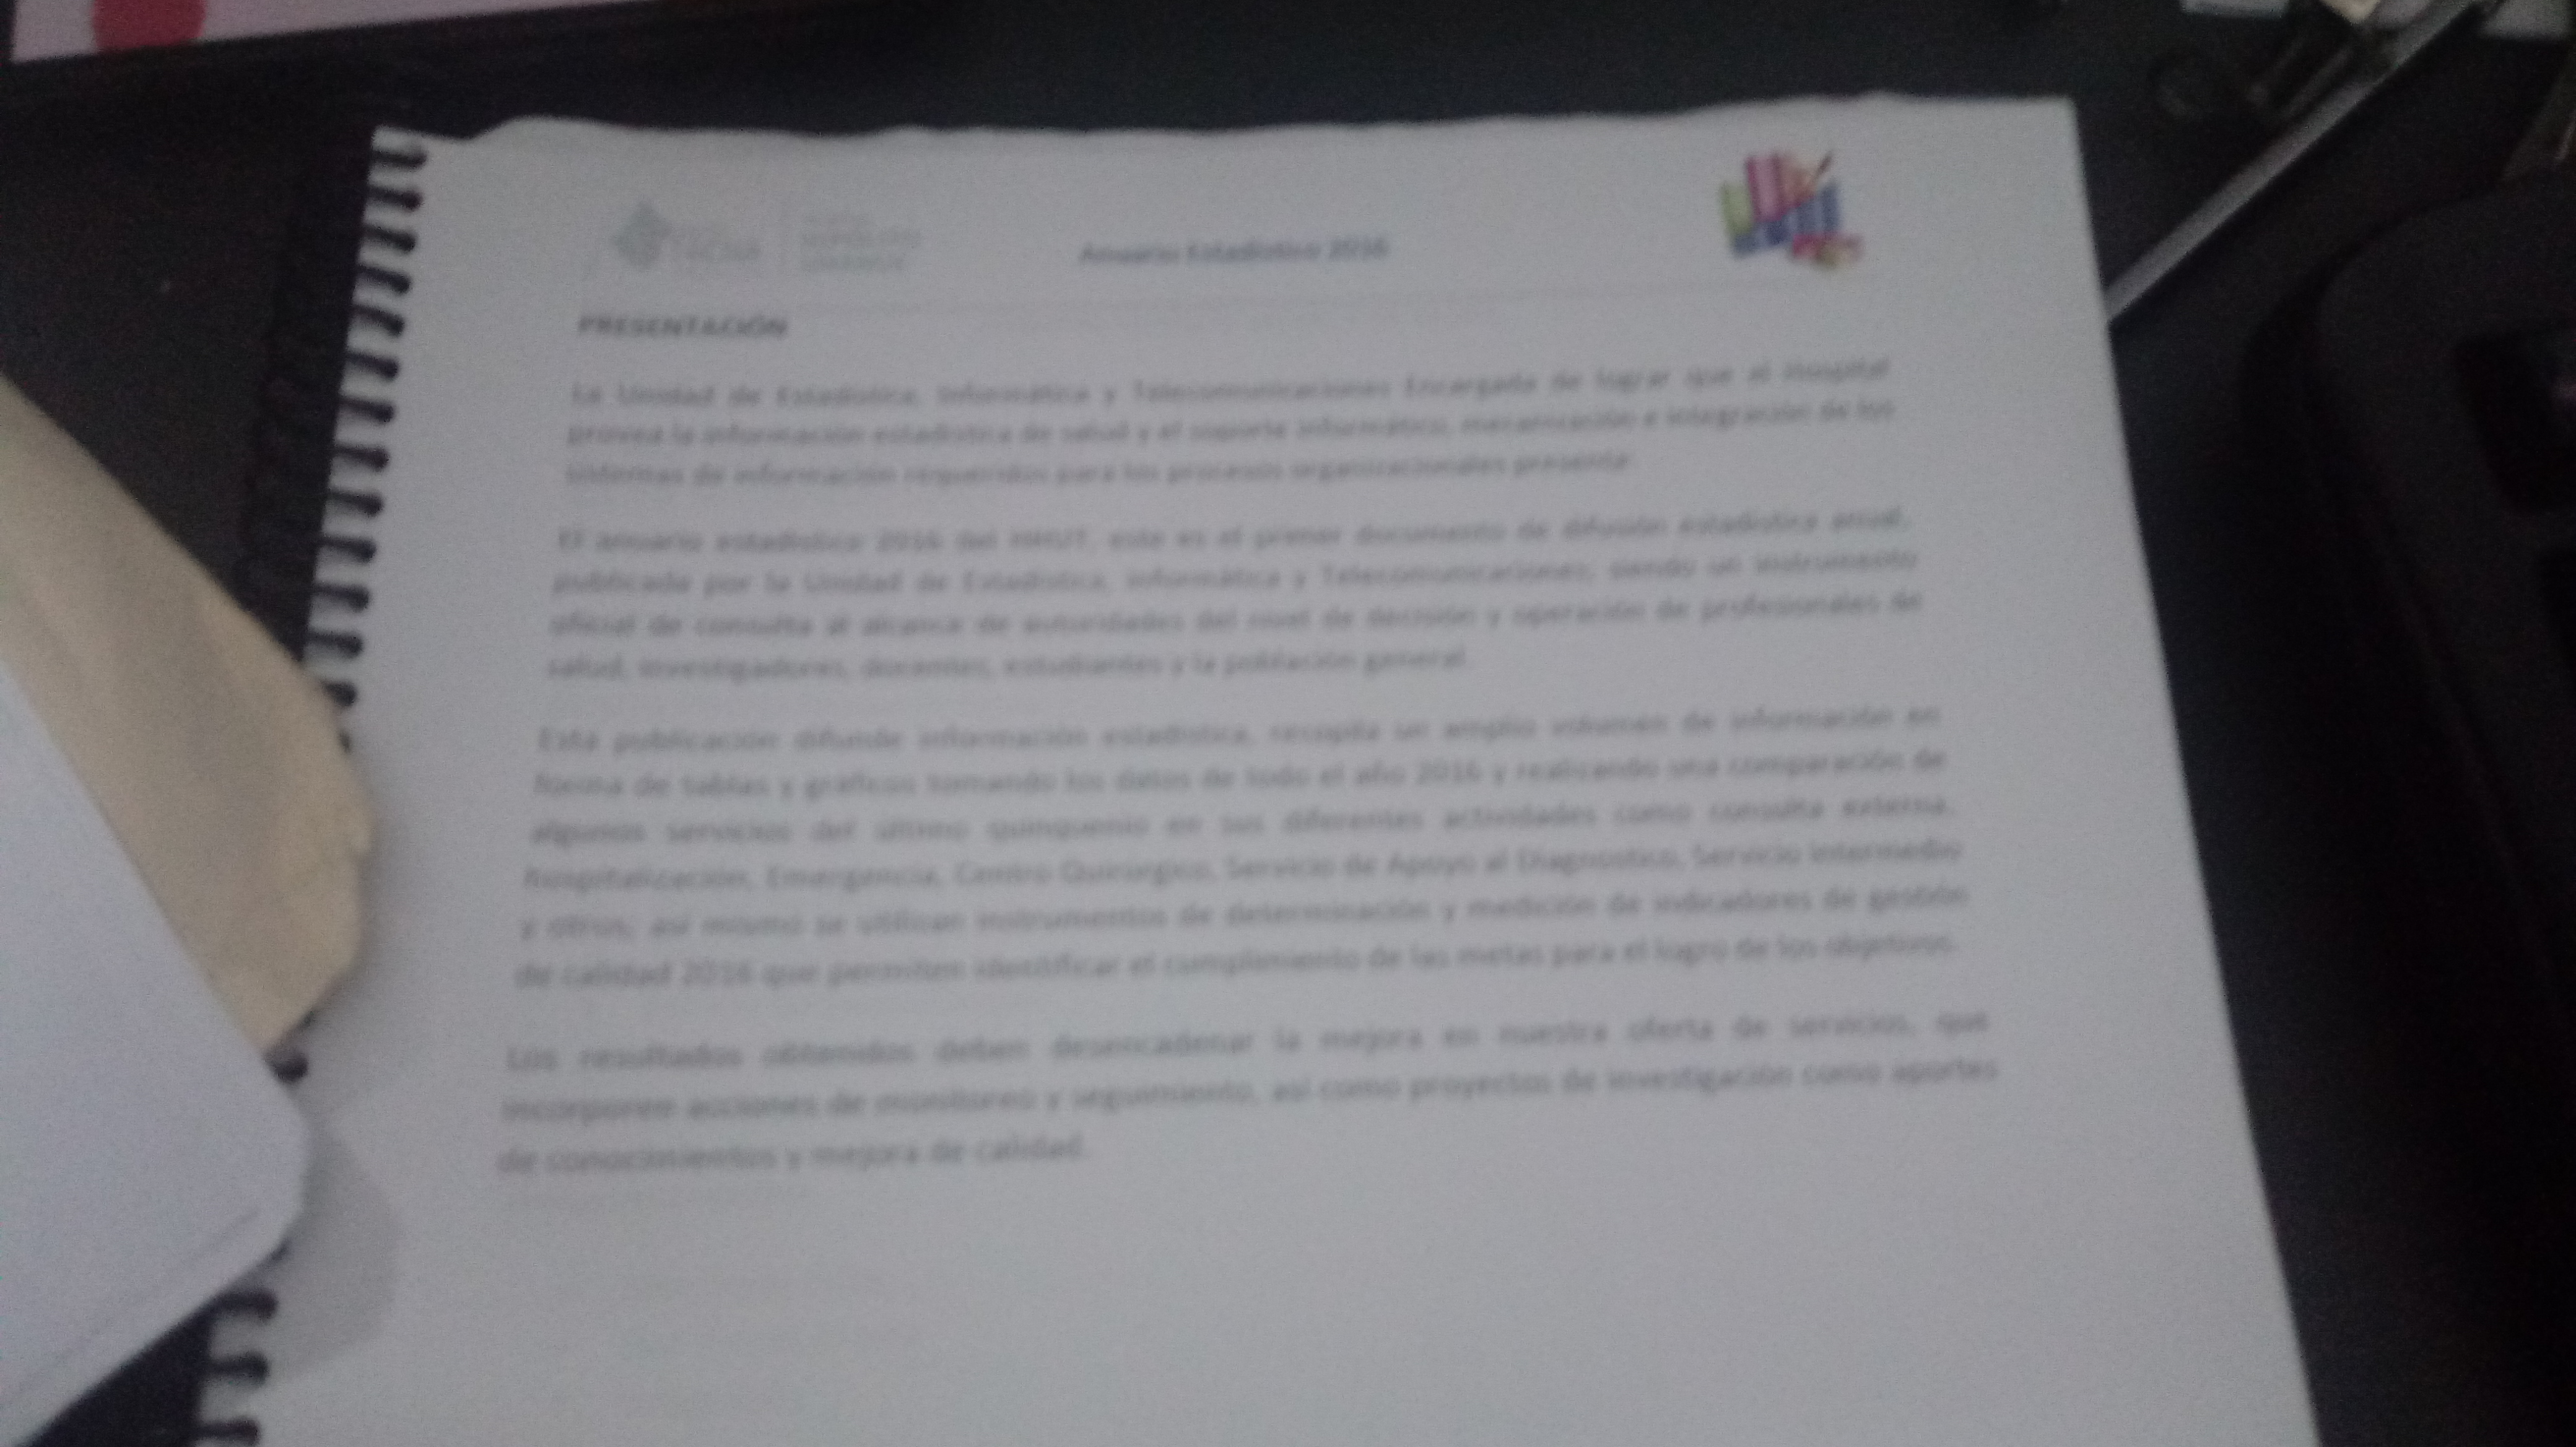 TACNA
HIPÓLITO
UNANUE
Anuario Estadístico 2016
PRESENTACIÓN
La Unidad de Estadística, Informática y Telecomunicaciones Encargada de lograr que el Hospital
provea la información estadística de salud y el soporte informático, mecanización e integración de los
sistemas de información requeridos para los procesos organizacionales presenta:
El anuario estadístico 2016 del HHUT, este es el primer documento de difusión estadística anual,
publicada por la Unidad de Estadística, Informática y Telecomunicaciones, siendo un instrumento
oficial de consulta al alcance de autoridades del nivel de decisión y operación de profesionales de
salud, investigadores, docentes, estudiantes y la población general.
Esta publicación difunde información estadística, recopila un amplio volumen de información en
forma de tablas y gráficos tomando los datos de todo el año 2016 y realizando una comparación de
algunos servicios del último quinquenio en sus diferentes actividades como consulta externa,
hospitalización, Emergencia, Centro Quirúrgico, Servicio de Apoyo al Diagnostico, Servicio Intermedio
y otros; así mismo se utilizan instrumentos de determinación y medición de indicadores de gestión
de calidad 2016 que permiten identificar el cumplimiento de las metas para el logro de los objetivos.
Los resultados obtenidos deben desencadenar la mejora en nuestra oferta de servicios, que
incorporen acciones de monitoreo y seguimiento, así como proyectos de investigación como aportes
de conocimientos y mejora de calidad.